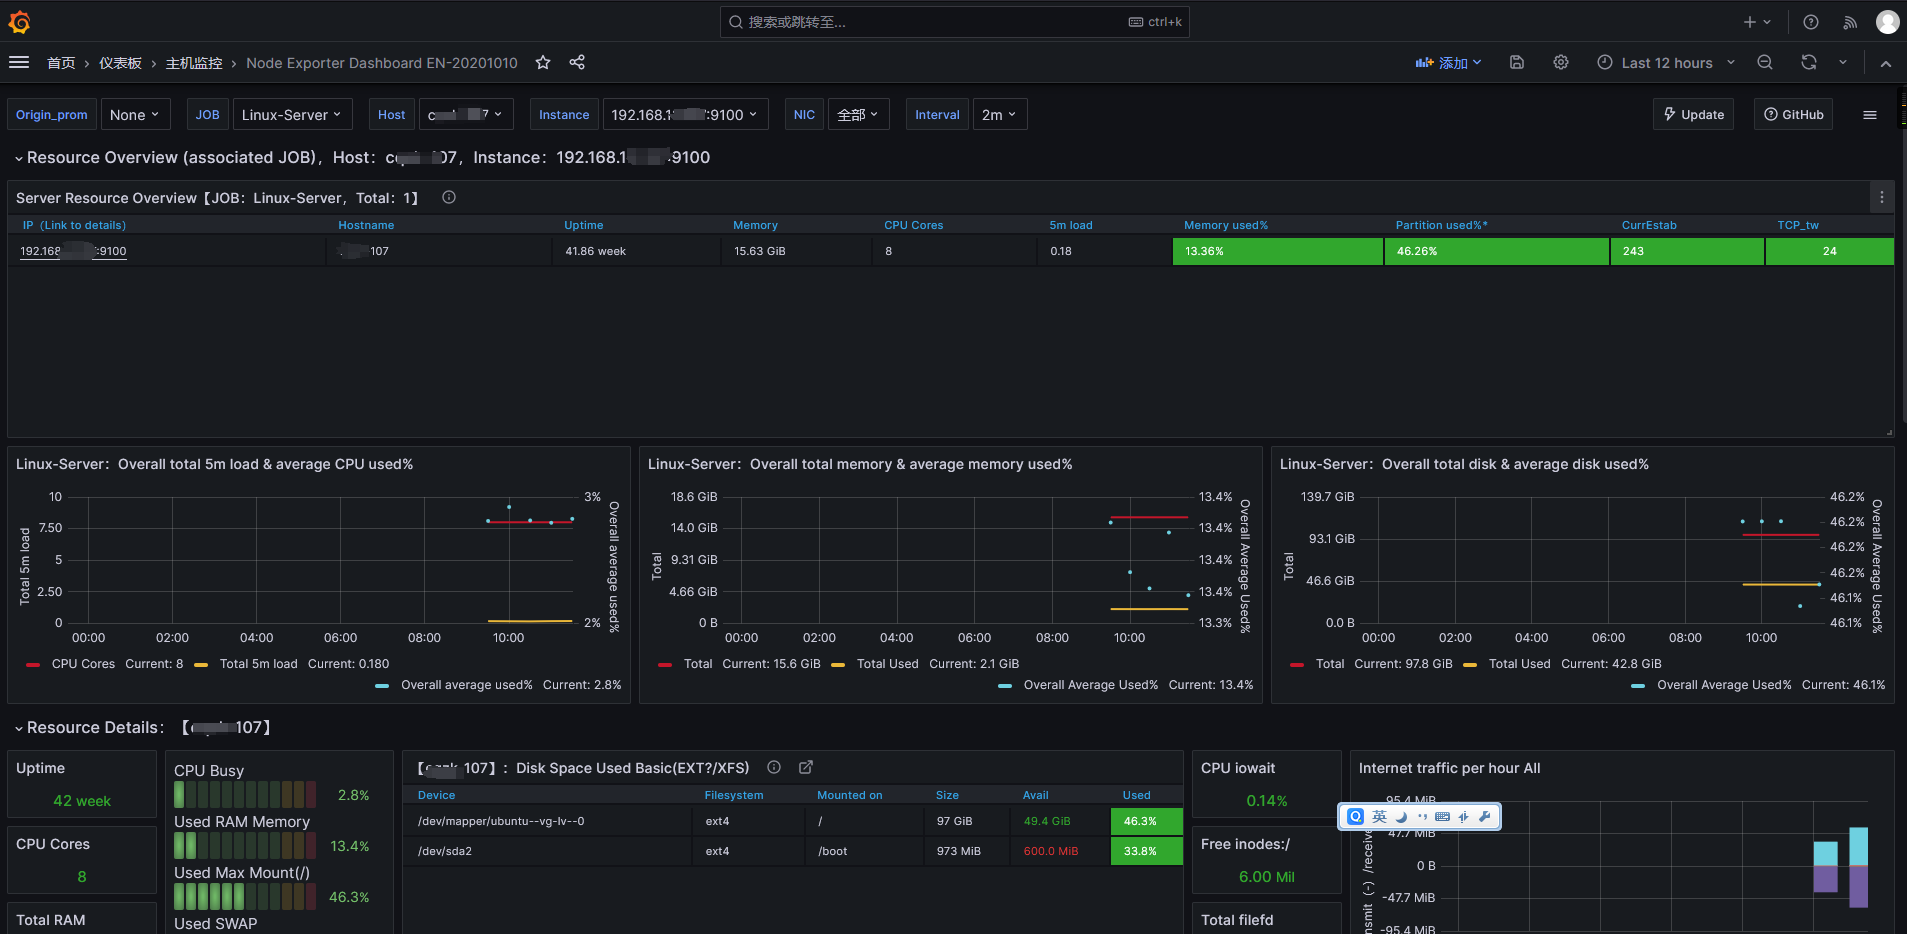 搜索或跳转至... ctrl+k
首页 › 仪表板 › 主机监控 › Node Exporter Dashboard EN-20201010
添加 Last 12 hours
Origin_prom None JOB Linux-Server Host 7 Instance 192.168.1 :9100 NIC 全部 Interval 2m Update GitHub
Resource Overview (associated JOB)，Host： 07，Instance：192.168.1 :9100
Server Resource Overview【JOB：Linux-Server，Total：1】
IP（Link to details) Hostname Uptime Memory CPU Cores 5m load Memory used% Partition used%* CurrEstab TCP_tw
192.168 :9100 107 41.86 week 15.63 GiB 8 0.18 13.36% 46.26% 243 24
Linux-Server：Overall total 5m load & average CPU used%
10
7.50
5
2.50
0
Total 5m load
3%
2%
Overall average used%
00:00 02:00 04:00 06:00 08:00 10:00
CPU Cores Current: 8 Total 5m load Current: 0.180
Overall average used% Current: 2.8%
Linux-Server：Overall total memory & average memory used%
18.6 GiB
14.0 GiB
9.31 GiB
4.66 GiB
0 B
Total
13.4%
13.4%
13.4%
13.4%
13.3%
Overall Average Used%
00:00 02:00 04:00 06:00 08:00 10:00
Total Current: 15.6 GiB Total Used Current: 2.1 GiB
Overall Average Used% Current: 13.4%
Linux-Server：Overall total disk & average disk used%
139.7 GiB
93.1 GiB
46.6 GiB
0.0 B
Total
46.2%
46.2%
46.2%
46.2%
46.1%
46.1%
Overall Average Used%
00:00 02:00 04:00 06:00 08:00 10:00
Total Current: 97.8 GiB Total Used Current: 42.8 GiB
Overall Average Used% Current: 46.1%
Resource Details：【 107】
Uptime
42 week
CPU Cores
8
Total RAM
CPU Busy
2.8%
Used RAM Memory
13.4%
Used Max Mount(/)
46.3%
Used SWAP
【 107】：Disk Space Used Basic(EXT?/XFS)
Device Filesystem Mounted on Size Avail Used
/dev/mapper/ubuntu--vg-lv--0 ext4 / 97 GiB 49.4 GiB 46.3%
/dev/sda2 ext4 /boot 973 MiB 600.0 MiB 33.8%
CPU iowait
0.14%
Free inodes:/
6.00 Mil
Total filefd
Internet traffic per hour All
95.4 MiB
47.7 MiB
0 B
-47.7 MiB
-95.4 MiB
nsmit（-）/receive
英